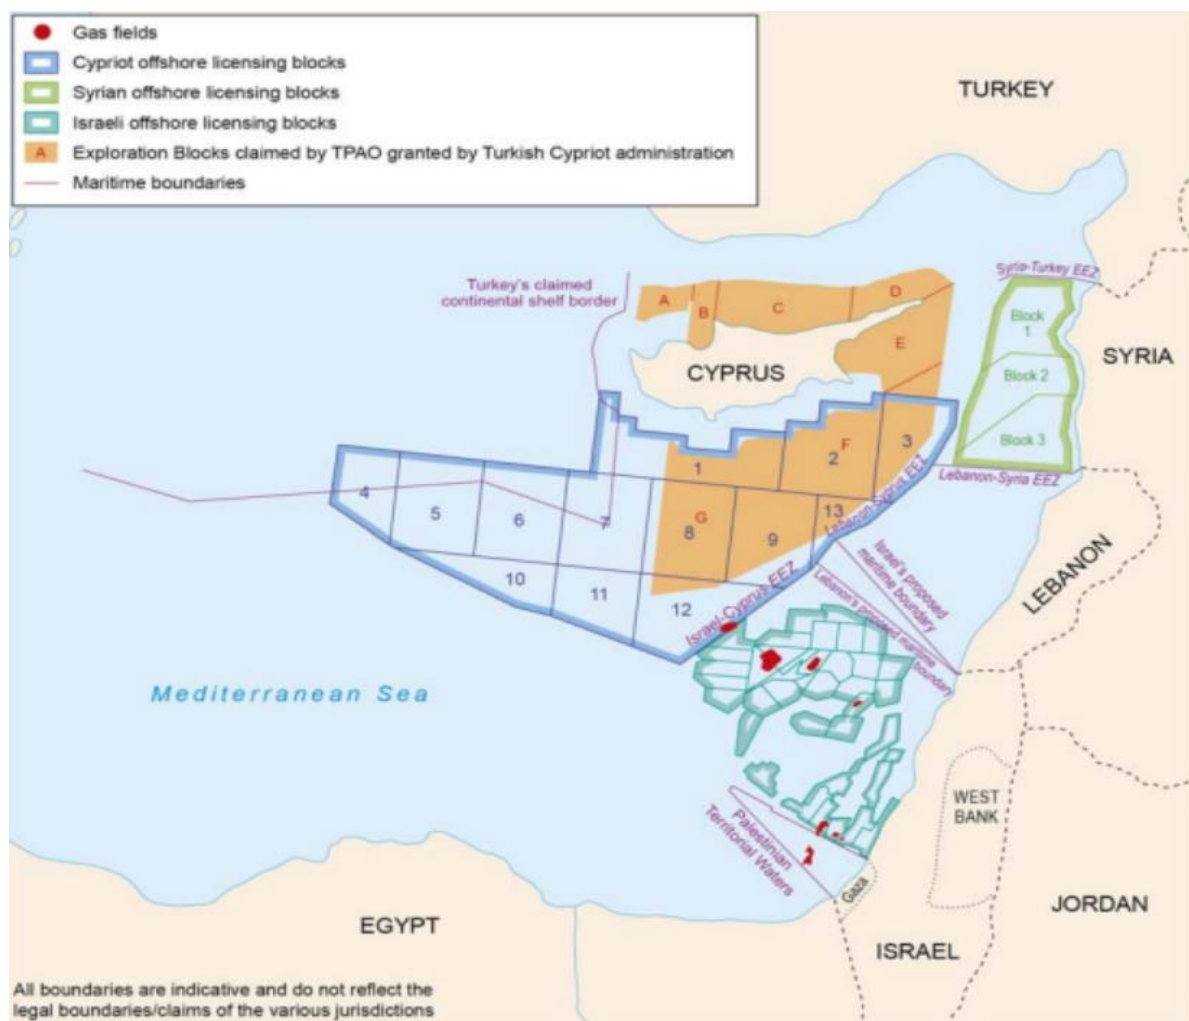 Gas fields
Cypriot offshore licensing blocks
Syrian offshore licensing blocks
Israeli offshore licensing blocks
A Exploration Blocks claimed by TPAO granted by Turkish Cypriot administration
Maritime boundaries
TURKEY
Syria-Turkey EEZ
Turkey's claimed
continental shelf border
A
B
C
D
E
Block
1
Block 2
Block 3
SYRIA
CYPRUS
Lebanon-Syria EEZ
F
1
2
3
4
5
6
7
G
8
9
13
Lebanon-Cyprus EEZ
10
11
12
Israel-Cyprus EEZ
Israel's proposed
maritime boundary
Lebanon's proposed maritime
boundary
LEBANON
Mediterranean Sea
Palestinian
Territorial Waters
WEST
BANK
Gaza
EGYPT
ISRAEL
JORDAN
All boundaries are indicative and do not reflect the
legal boundaries/claims of the various jurisdictions